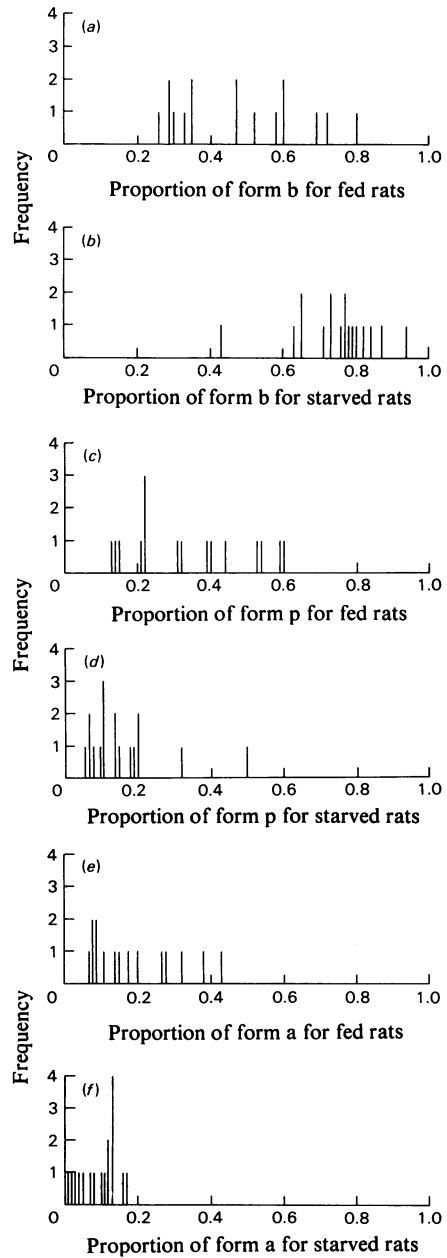 (a)
4
3
2
1
0 0.2 0.4 0.6 0.8 1.0
Proportion of form b for fed rats
Frequency
(b)
4
3
2
1
0 0.2 0.4 0.6 0.8 1.0
Proportion of form b for starved rats
(c)
4
3
2
1
0 0.2 0.4 0.6 0.8 1.0
Proportion of form p for fed rats
Frequency
(d)
4
3
2
1
0 0.2 0.4 0.6 0.8 1.0
Proportion of form p for starved rats
(e)
4
3
2
1
0 0.2 0.4 0.6 0.8 1.0
Proportion of form a for fed rats
Frequency
(f)
4
3
2
1
0 0.2 0.4 0.6 0.8 1.0
Proportion of form a for starved rats